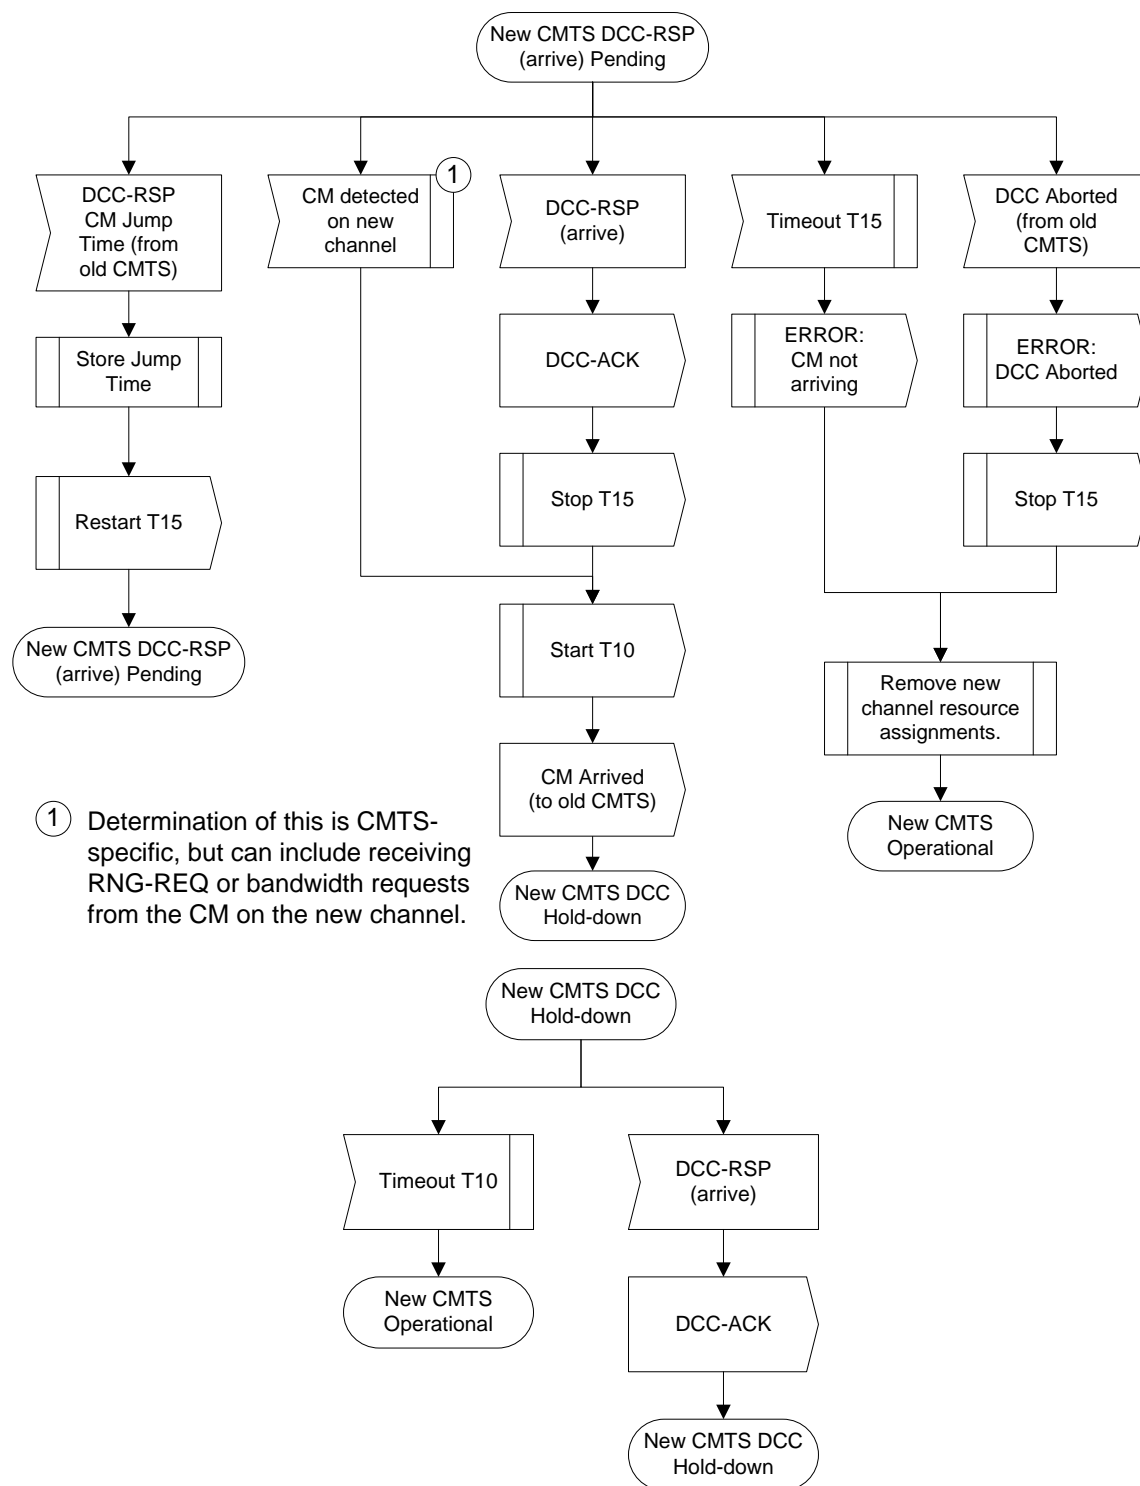 New CMTS DCC-RSP
(arrive) Pending
DCC-RSP
CM Jump
Time (from
old CMTS)
Store Jump
Time
Restart T15
New CMTS DCC-RSP
(arrive) Pending
1
CM detected
on new
channel
DCC-RSP
(arrive)
DCC-ACK
Stop T15
Start T10
CM Arrived
(to old CMTS)
New CMTS DCC
Hold-down
Timeout T15
ERROR:
CM not
arriving
DCC Aborted
(from old
CMTS)
ERROR:
DCC Aborted
Stop T15
Remove new
channel resource
assignments.
New CMTS
Operational
1
Determination of this is CMTS-
specific, but can include receiving
RNG-REQ or bandwidth requests
from the CM on the new channel.
New CMTS DCC
Hold-down
Timeout T10
New CMTS
Operational
DCC-RSP
(arrive)
DCC-ACK
New CMTS DCC
Hold-down